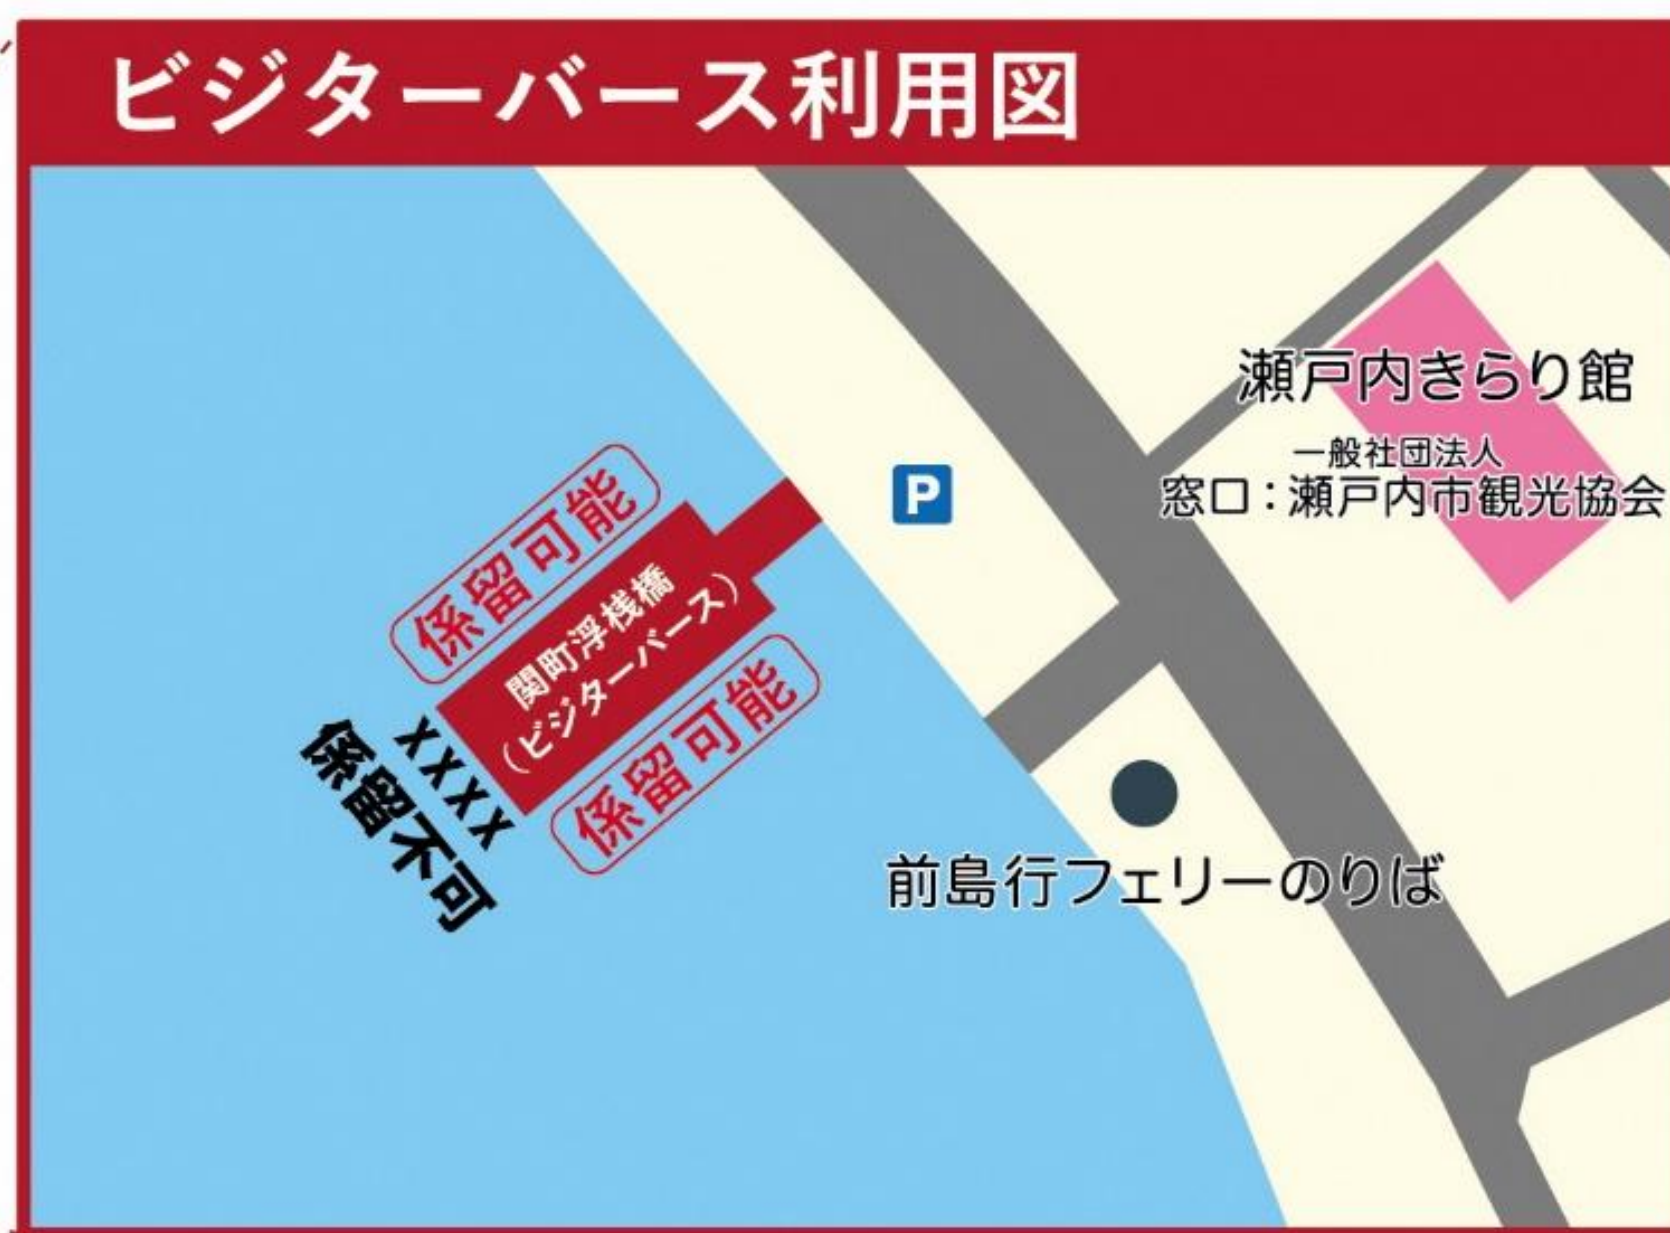 ビジターバース利用図
瀬戸内きらり館
一般社団法人
窓口：瀬戸内市観光協会
P
係留可能
関町浮桟橋
（ビジターバース）
係留可能
XXXX
係留不可
前島行フェリーのりば